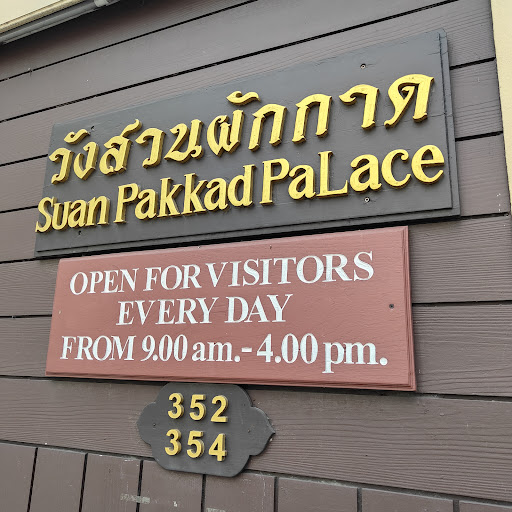 วังสวนผักกาด
Suan Pakkad PaLace
OPEN FOR VISITORS
EVERY DAY
FROM 9.00 am.- 4.00 pm.
352
354